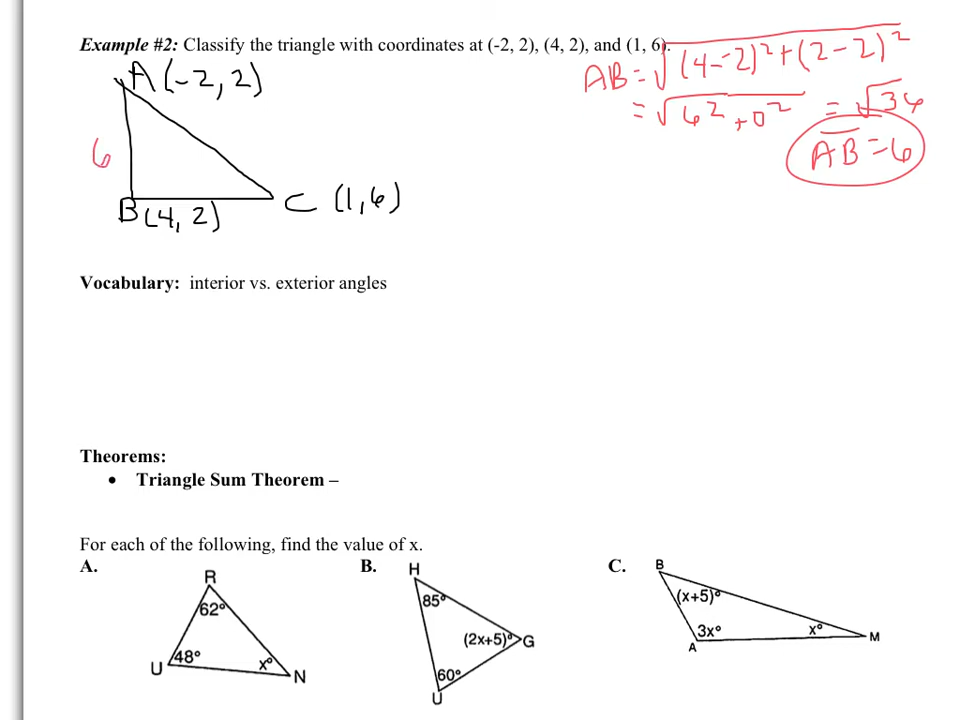 Example #2: Classify the triangle with coordinates at (-2, 2), (4, 2), and (1, 6).
AB = √(4--2)²+(2-2)²
= √6²+0² = √36
AB = 6
A(-2, 2)
6
B(4, 2)
C (1, 6)
Vocabulary: interior vs. exterior angles
Theorems:
• Triangle Sum Theorem –
For each of the following, find the value of x.
A.
R
62°
U
48°
x°
N
B.
H
85°
(2x+5)°
G
60°
U
C.
B
(x+5)°
3x°
x°
M
A